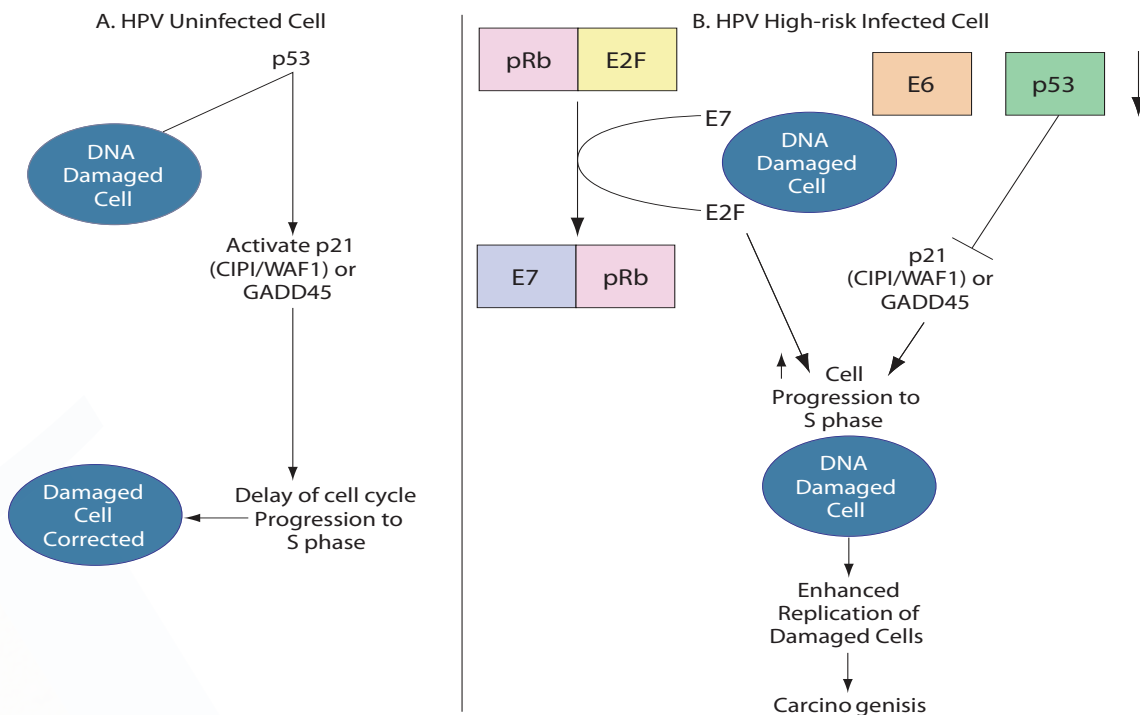 A. HPV Uninfected Cell
p53
DNA
Damaged
Cell
Activate p21
(CIPI/WAF1) or
GADD45
Delay of cell cycle
Progression to
S phase
Damaged
Cell
Corrected
B. HPV High-risk Infected Cell
pRb
E2F
E6
p53
E7
DNA
Damaged
Cell
E2F
E7
pRb
p21
(CIPI/WAF1) or
GADD45
Cell
Progression to
S phase
DNA
Damaged
Cell
Enhanced
Replication of
Damaged Cells
Carcino genisis